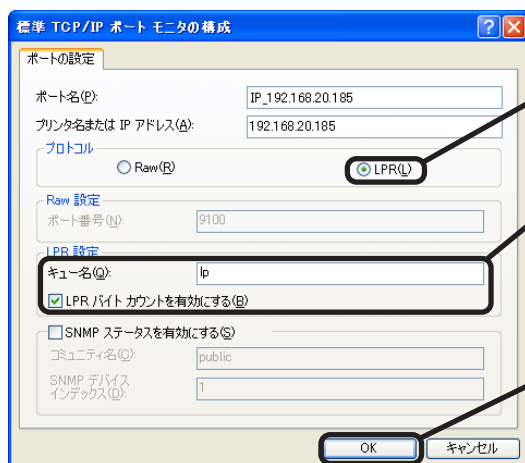 標準 TCP/IP ポート モニタの構成
ポートの設定
ポート名(P): IP_192.168.20.185
プリンタ名または IP アドレス(A): 192.168.20.185
プロトコル
Raw(R) LPR(L)
Raw 設定
ポート番号(N): 9100
LPR 設定
キュー名(Q): lp
LPR バイト カウントを有効にする(B)
SNMP ステータスを有効にする(S)
コミュニティ名(C): public
SNMP デバイス
インデックス(D): 1
OK キャンセル